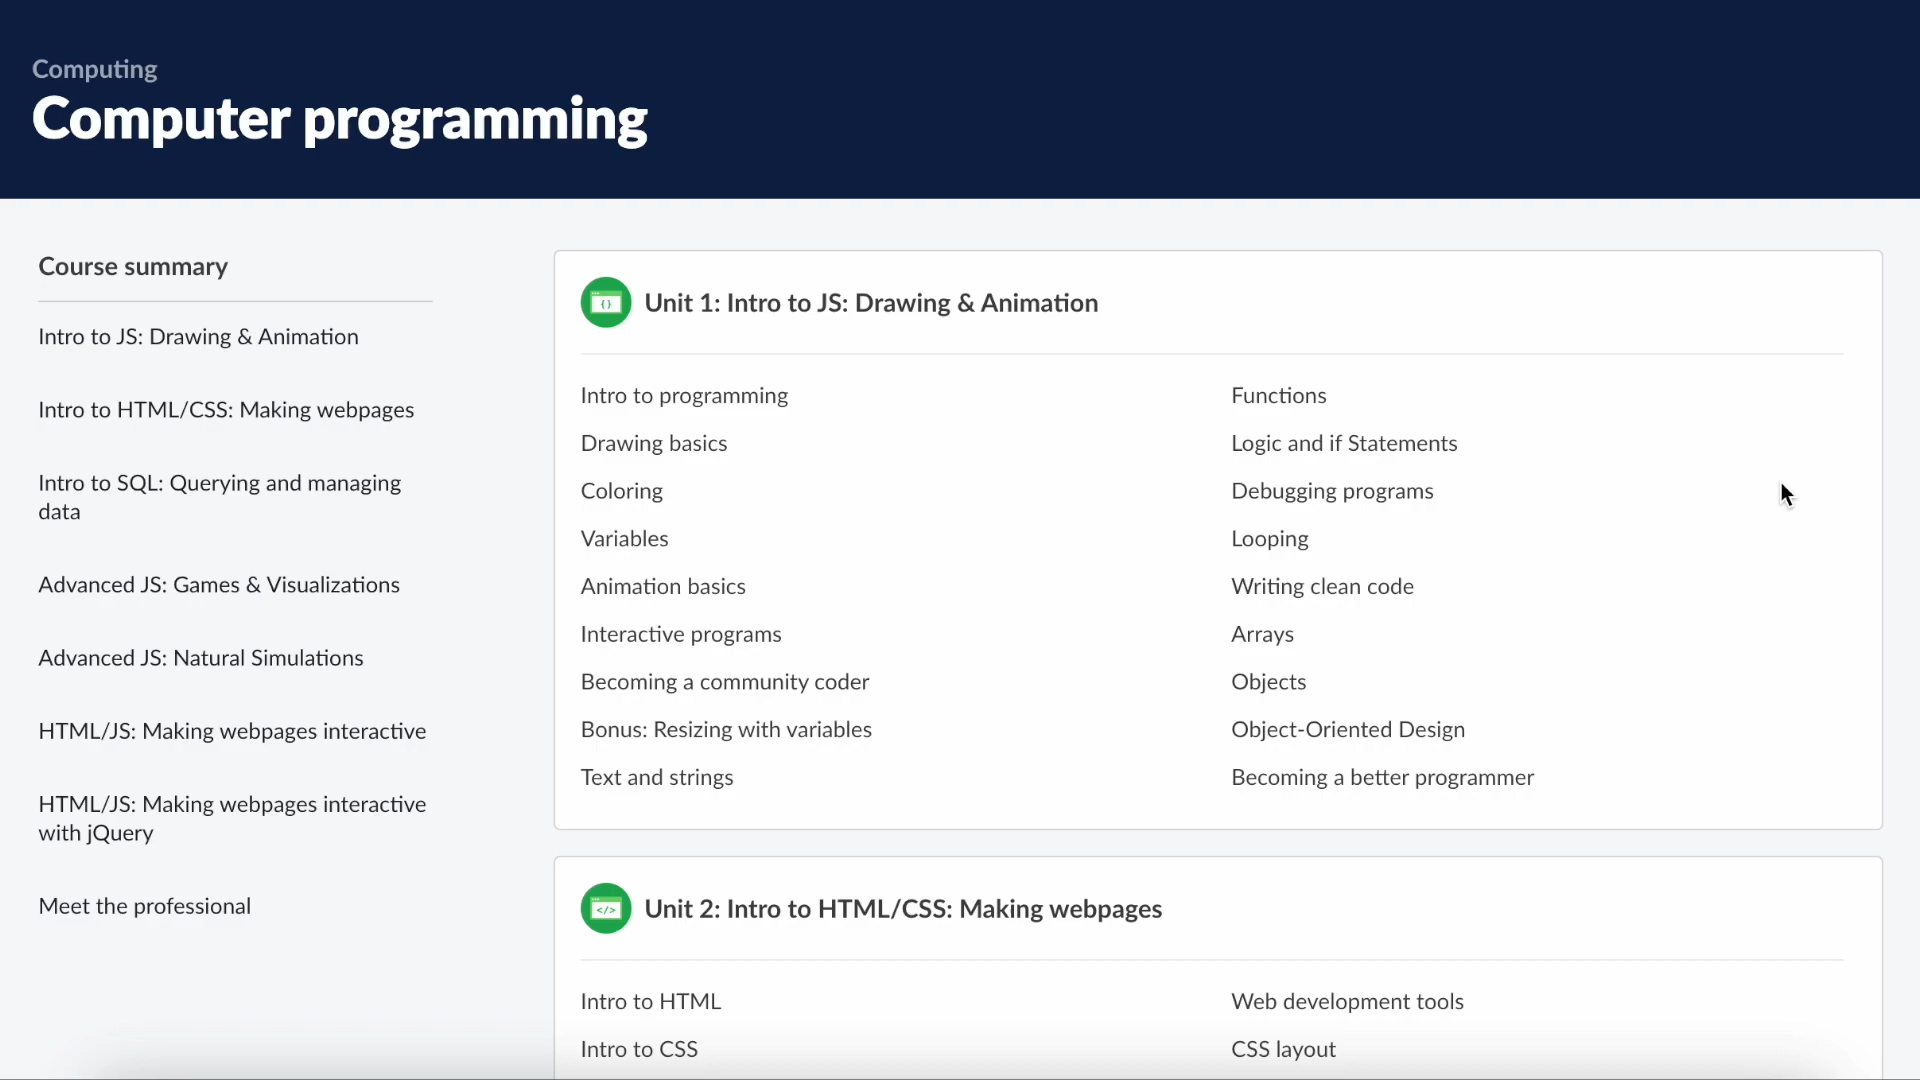 Computing
Computer programming
Course summary
Intro to JS: Drawing & Animation
Intro to HTML/CSS: Making webpages
Intro to SQL: Querying and managing
data
Advanced JS: Games & Visualizations
Advanced JS: Natural Simulations
HTML/JS: Making webpages interactive
HTML/JS: Making webpages interactive
with jQuery
Meet the professional
{}
Unit 1: Intro to JS: Drawing & Animation
Intro to programming
Drawing basics
Coloring
Variables
Animation basics
Interactive programs
Becoming a community coder
Bonus: Resizing with variables
Text and strings
Functions
Logic and if Statements
Debugging programs
Looping
Writing clean code
Arrays
Objects
Object-Oriented Design
Becoming a better programmer
</>
Unit 2: Intro to HTML/CSS: Making webpages
Intro to HTML
Intro to CSS
Web development tools
CSS layout